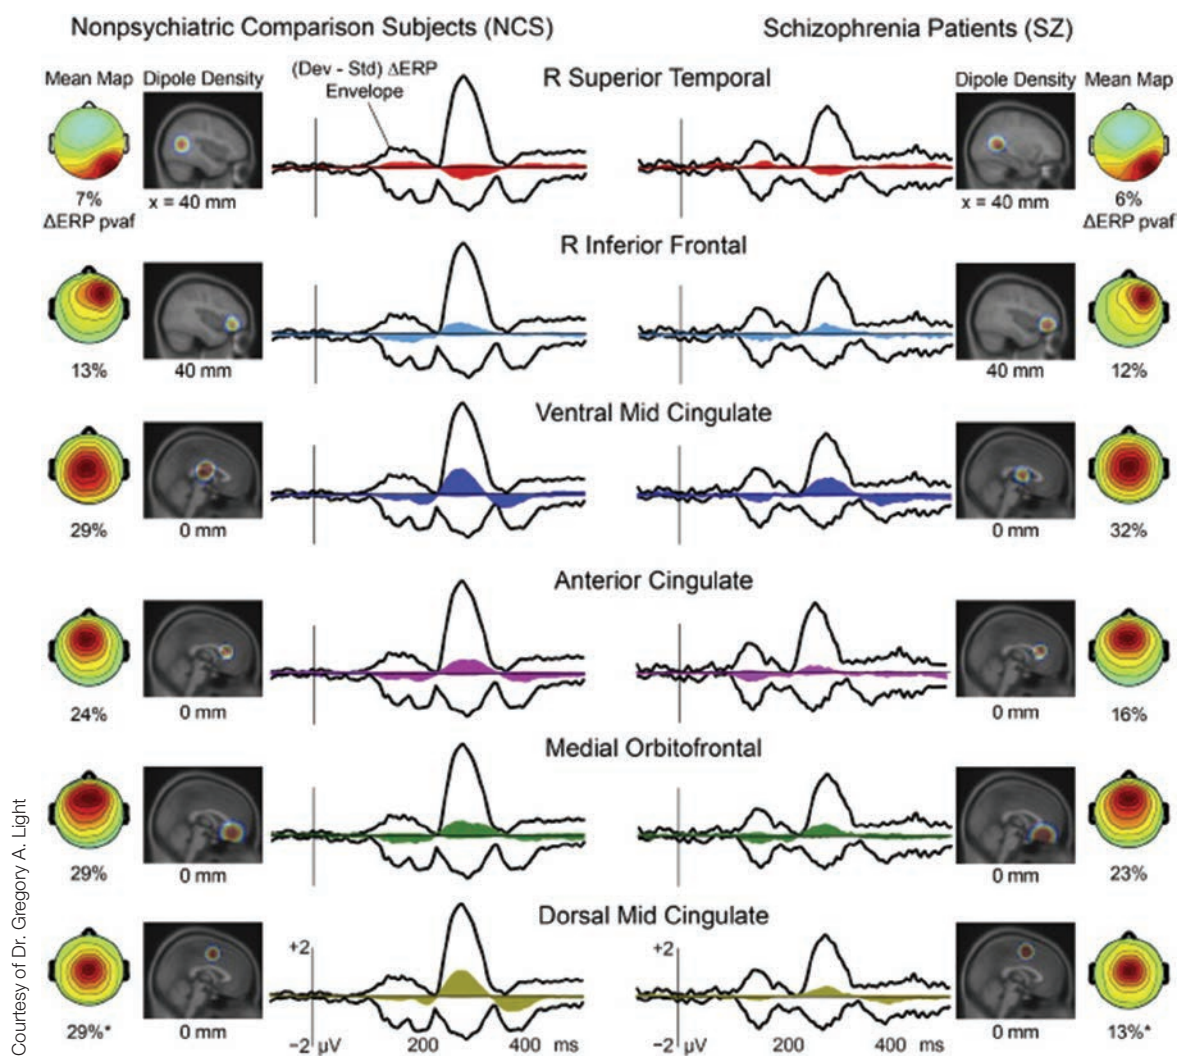 Nonpsychiatric Comparison Subjects (NCS)
Schizophrenia Patients (SZ)
Mean Map
Dipole Density
(Dev - Std) ΔERP
Envelope
R Superior Temporal
Dipole Density
Mean Map
7%
ΔERP pvaf
x = 40 mm
x = 40 mm
6%
ΔERP pvaf
R Inferior Frontal
13%
40 mm
40 mm
12%
Ventral Mid Cingulate
29%
0 mm
0 mm
32%
Anterior Cingulate
24%
0 mm
0 mm
16%
Medial Orbitofrontal
29%
0 mm
0 mm
23%
Dorsal Mid Cingulate
+2
+2
29%*
0 mm
−2 µV 200 400 ms
−2 µV 200 400 ms
0 mm
13%*
Courtesy of Dr. Gregory A. Light